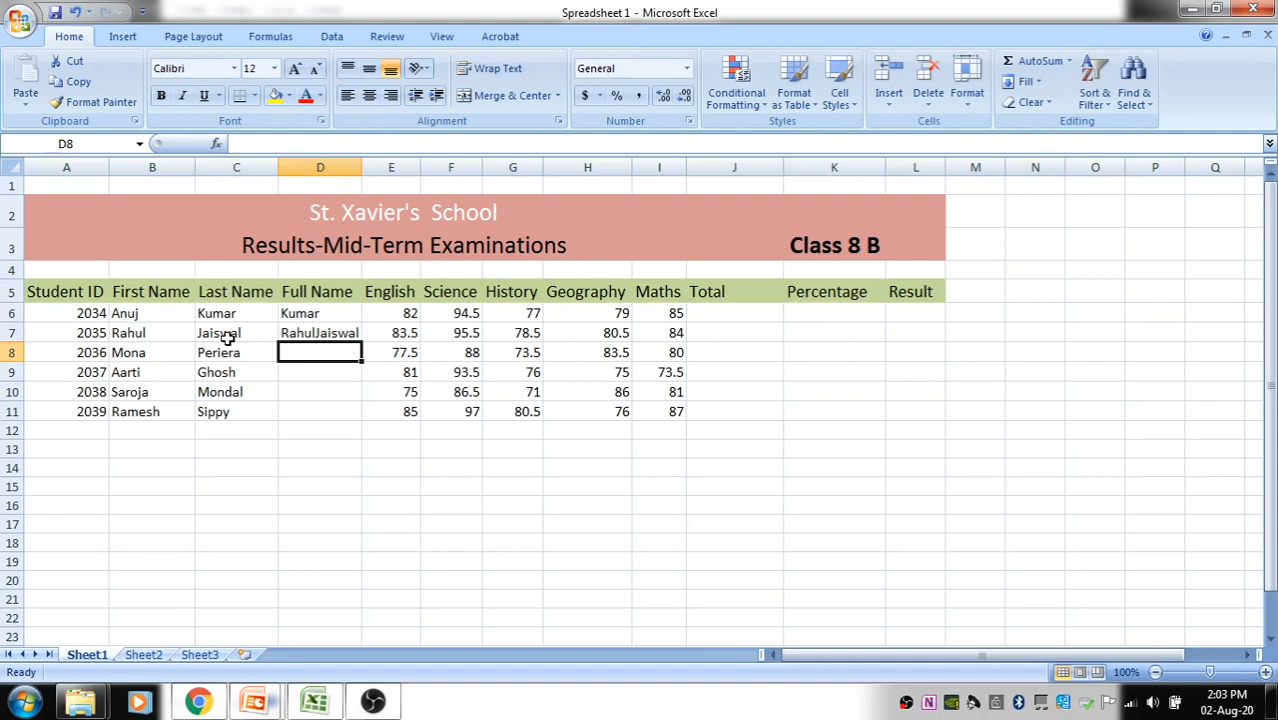 Spreadsheet1 - Microsoft Excel
Home Insert Page Layout Formulas Data Review View Acrobat
Cut
Copy
Format Painter
Paste
Clipboard
Calibri 12
B I U
Font
Wrap Text
Merge & Center
Alignment
General
$ % ,
Number
Conditional Formatting
Format as Table
Cell Styles
Styles
Insert Delete Format
Cells
Σ AutoSum
Fill
Clear
Sort & Filter
Find & Select
Editing
D8 fx
A B C D E F G H I J K L M N O P Q
1
2 St. Xavier's School
3 Results-Mid-Term Examinations Class 8 B
4
5 Student ID First Name Last Name Full Name English Science History Geography Maths Total Percentage Result
6 2034 Anuj Kumar Kumar 82 94.5 77 79 85
7 2035 Rahul Jaiswal RahulJaiswal 83.5 95.5 78.5 80.5 84
8 2036 Mona Periera 77.5 88 73.5 83.5 80
9 2037 Aarti Ghosh 81 93.5 76 75 73.5
10 2038 Saroja Mondal 75 86.5 71 86 81
11 2039 Ramesh Sippy 85 97 80.5 76 87
12
13
14
15
16
17
18
19
20
21
22
23
Sheet1 Sheet2 Sheet3
Ready 100%
2:03 PM
02-Aug-20